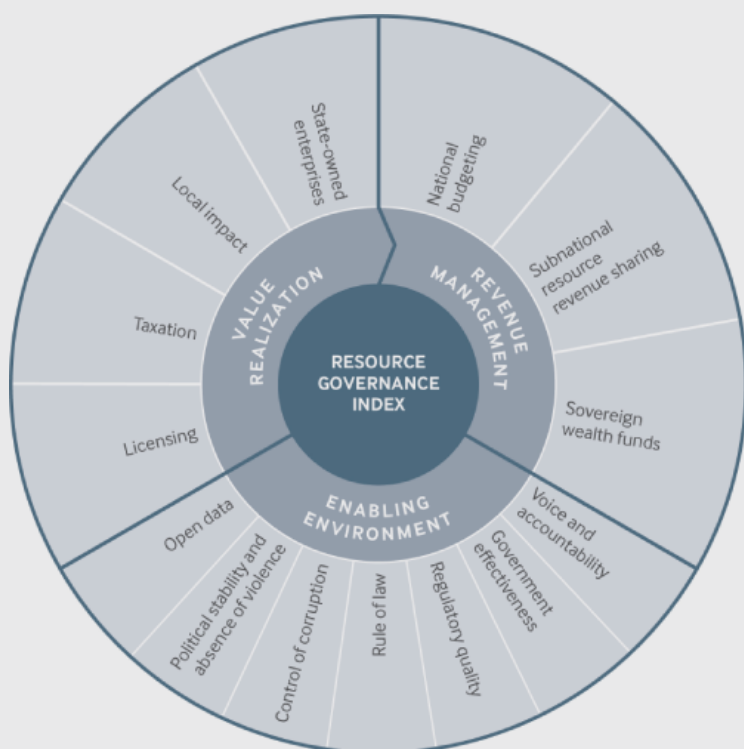 RESOURCE
GOVERNANCE
INDEX
VALUE
REALIZATION
State-owned
enterprises
Local impact
Taxation
Licensing
REVENUE
MANAGEMENT
National
budgeting
Subnational
resource
revenue sharing
Sovereign
wealth funds
ENABLING
ENVIRONMENT
Open data
Political stability and
absence of violence
Control of corruption
Rule of law
Regulatory quality
Government
effectiveness
Voice and
accountability